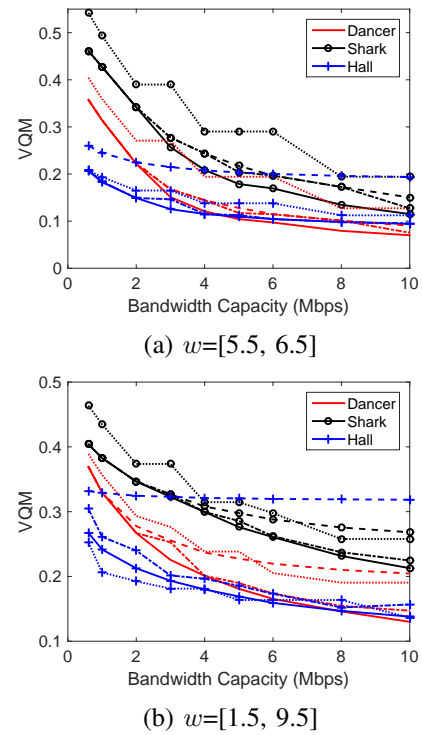 0.5
0.4
0.3
0.2
0.1
0
VQM
Dancer
Shark
Hall
0 2 4 6 8 10
Bandwidth Capacity (Mbps)
(a) w=[5.5, 6.5]
0.5
0.4
0.3
0.2
0.1
VQM
Dancer
Shark
Hall
0 2 4 6 8 10
Bandwidth Capacity (Mbps)
(b) w=[1.5, 9.5]